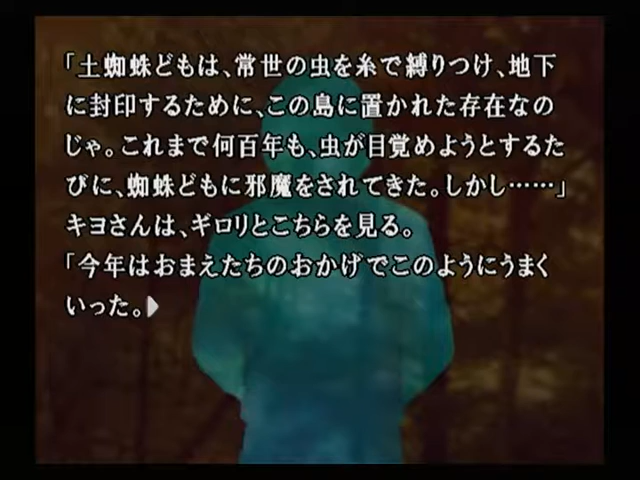 「土蜘蛛どもは、常世の虫を糸で縛りつけ、地下
に封印するために、この島に置かれた存在なの
じゃ。これまで何百年も、虫が目覚めようとするた
びに、蜘蛛どもに邪魔をされてきた。しかし……」
キヨさんは、ギロリとこちらを見る。
「今年はおまえたちのおかげでこのようにうまく
いった。